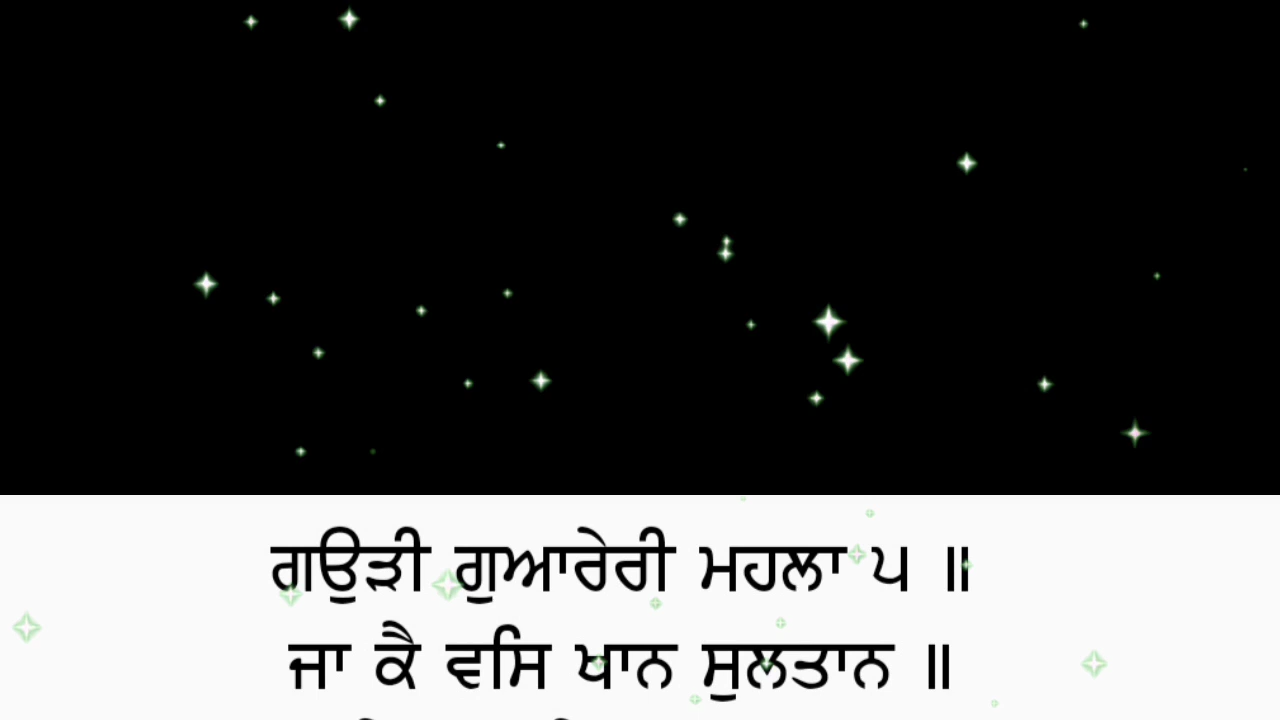 ਗਉੜੀ ਗੁਆਰੇਰੀ ਮਹਲਾ ੫ ॥
ਜਾ ਕੈ ਵਸਿ ਖਾਨ ਸੁਲਤਾਨ ॥